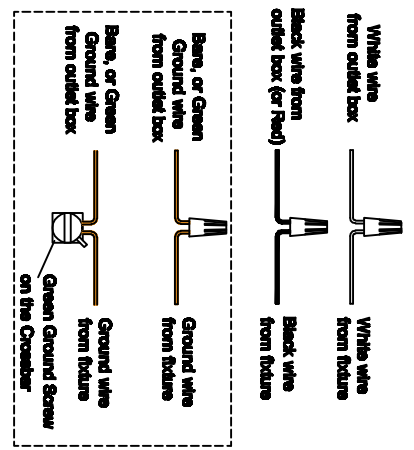 White wire
from outlet box
White wire
from fixture
Black wire from
outlet box (or Red)
Black wire
from fixture
Bare, or Green
Ground wire
from outlet box
Ground wire
from fixture
Bare, or Green
Ground wire
from outlet box
Ground wire
from fixture
Green Ground Screw
on the Crossbar